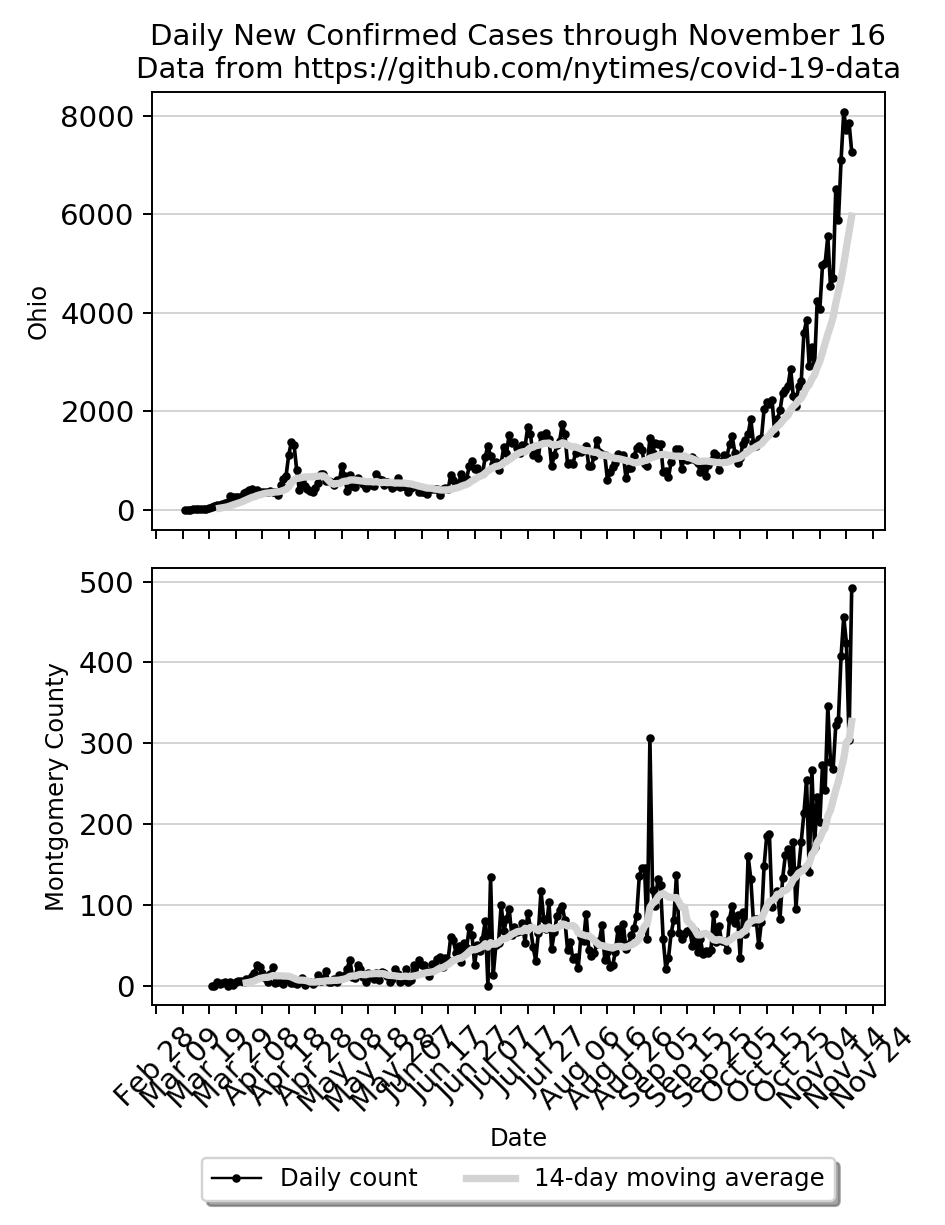 Daily New Confirmed Cases through November 16
Data from https://github.com/nytimes/covid-19-data
8000
6000
4000
2000
0
Ohio
500
400
300
200
100
0
Montgomery County
Feb 28
Mar 09
Mar 19
Mar 29
Apr 08
Apr 18
Apr 28
May 08
May 18
May 28
Jun 07
Jun 17
Jun 27
Jul 07
Jul 17
Jul 27
Aug 06
Aug 16
Aug 26
Sep 05
Sep 15
Sep 25
Oct 05
Oct 15
Oct 25
Nov 04
Nov 14
Nov 24
Date
Daily count
14-day moving average